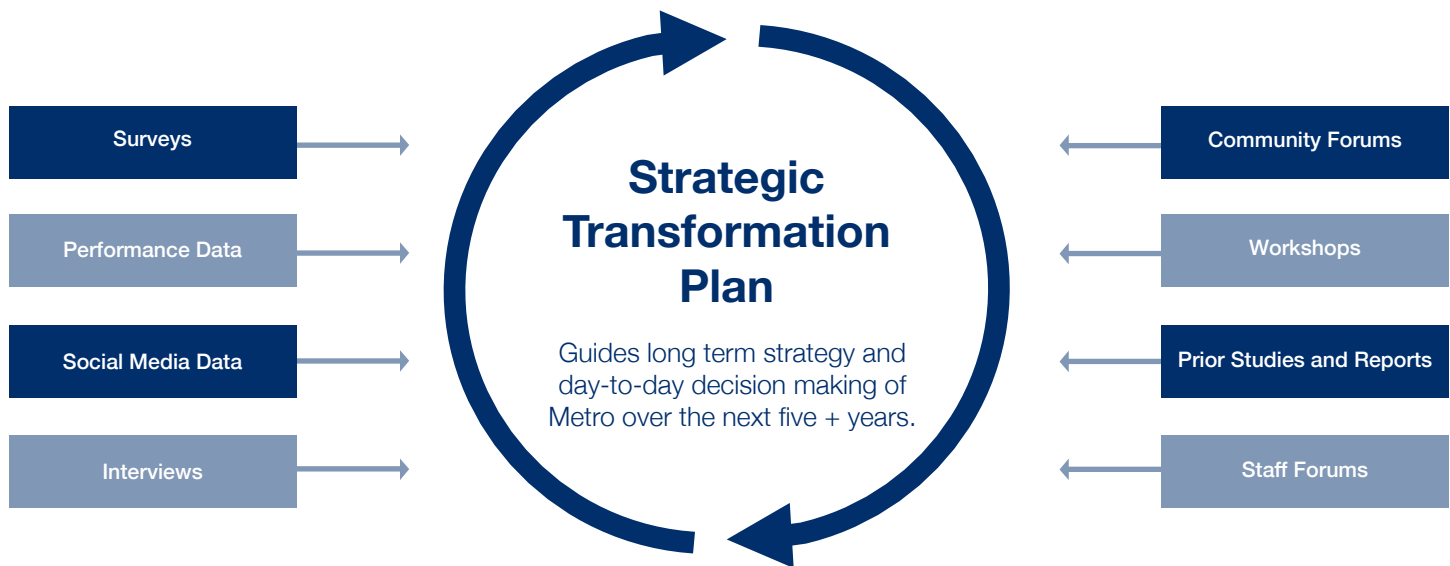 Surveys
Performance Data
Social Media Data
Interviews
Strategic
Transformation
Plan
Guides long term strategy and
day-to-day decision making of
Metro over the next five + years.
Community Forums
Workshops
Prior Studies and Reports
Staff Forums